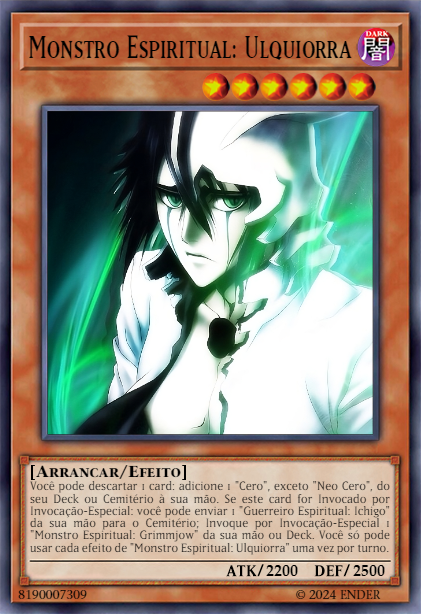 Monstro Espiritual: Ulquiorra
DARK
闇
[Arrancar/Efeito]
Você pode descartar 1 card: adicione 1 "Cero", exceto "Neo Cero", do
seu Deck ou Cemitério à sua mão. Se este card for Invocado por
Invocação-Especial: você pode enviar 1 "Guerreiro Espiritual: Ichigo"
da sua mão para o Cemitério; Invoque por Invocação-Especial 1
"Monstro Espiritual: Grimmjow" da sua mão ou Deck. Você só pode
usar cada efeito de "Monstro Espiritual: Ulquiorra" uma vez por turno.
ATK/2200 DEF/2500
8190007309 © 2024 ENDER